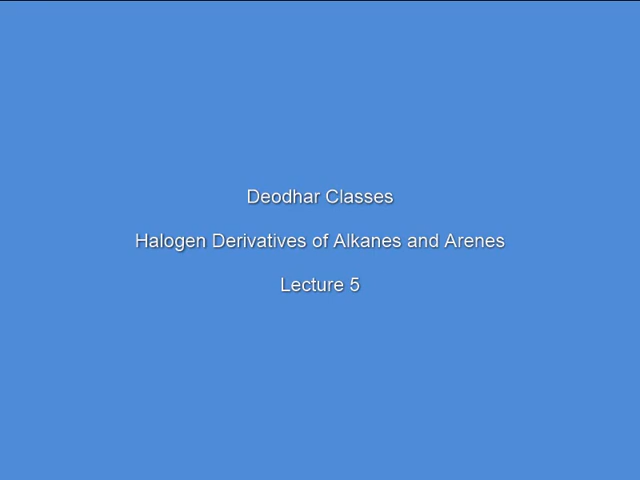 Deodhar Classes
Halogen Derivatives of Alkanes and Arenes
Lecture 5